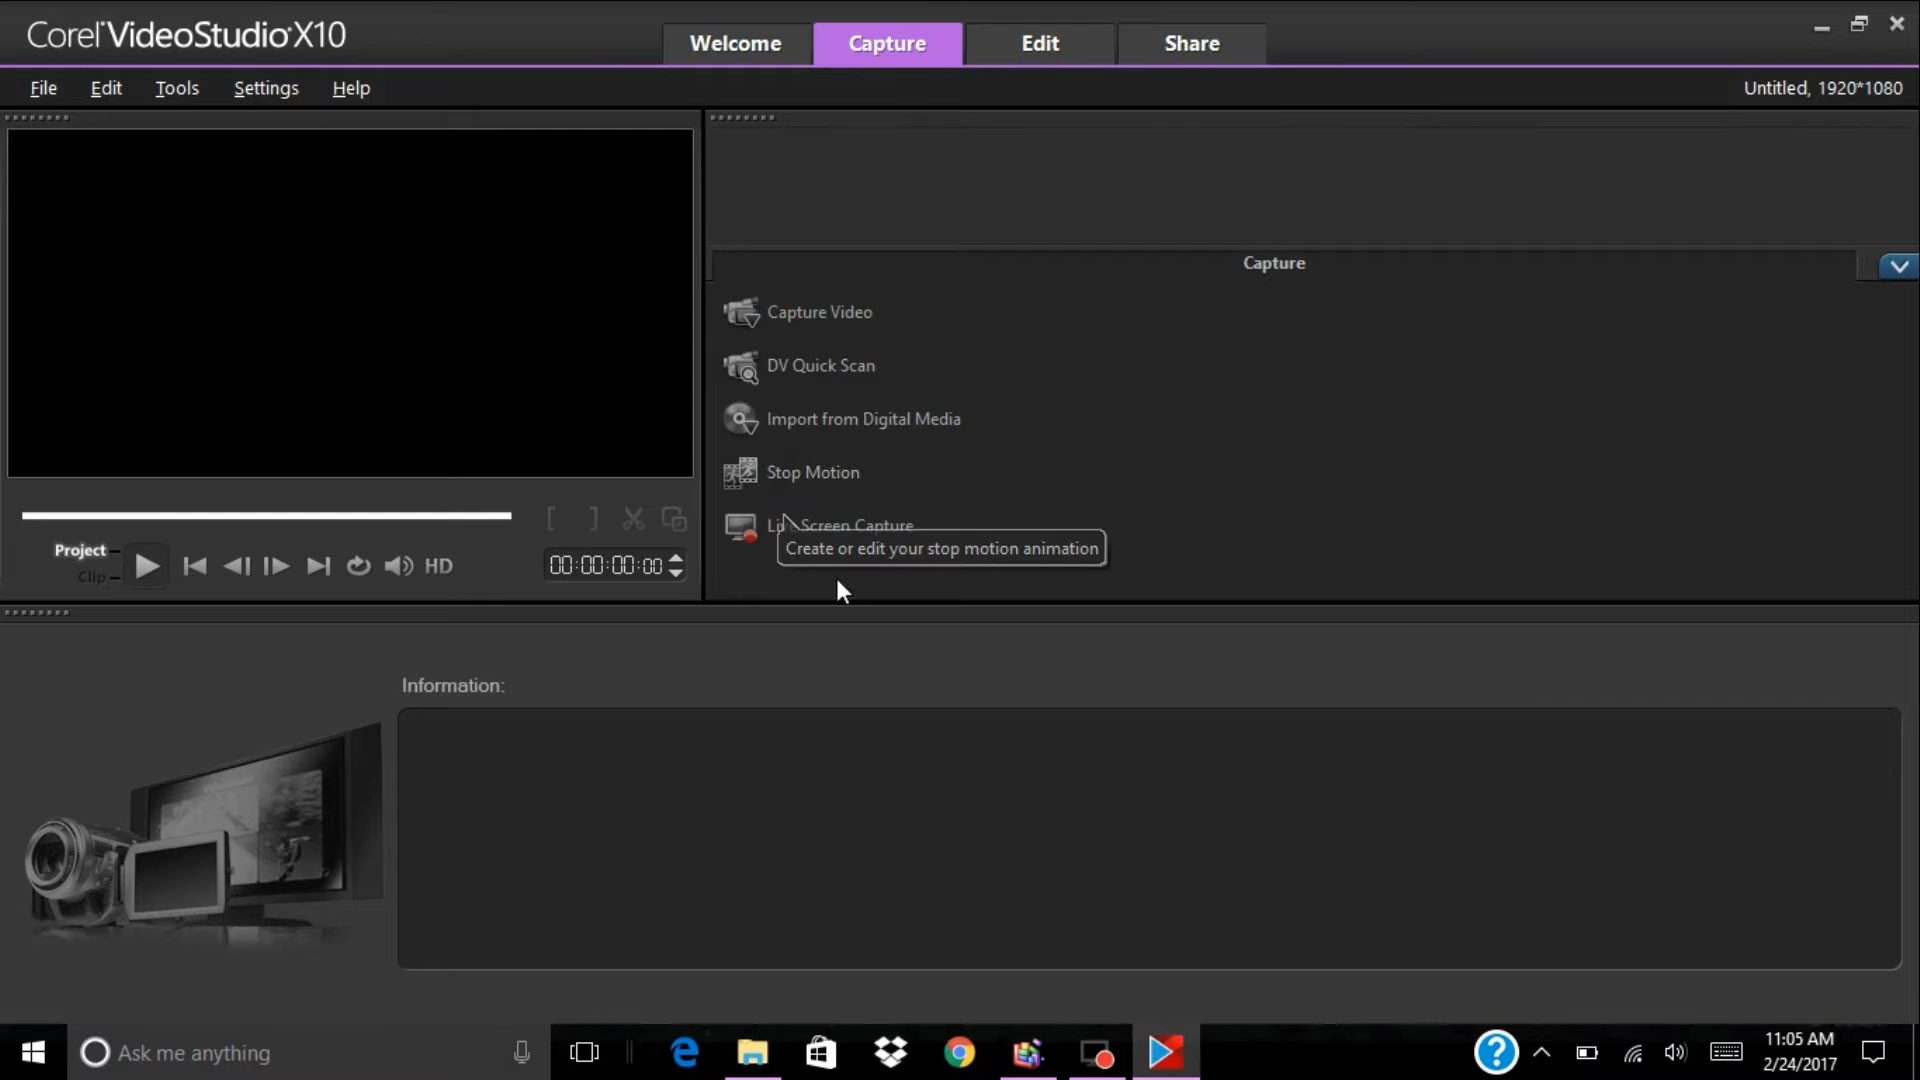 Corel VideoStudio X10
Welcome
Capture
Edit
Share
File
Edit
Tools
Settings
Help
Untitled, 1920*1080
Capture
Capture Video
DV Quick Scan
Import from Digital Media
Stop Motion
Live Screen Capture
Create or edit your stop motion animation
Project
Clip
HD
00:00:00:00
Information:
Ask me anything
11:05 AM
2/24/2017